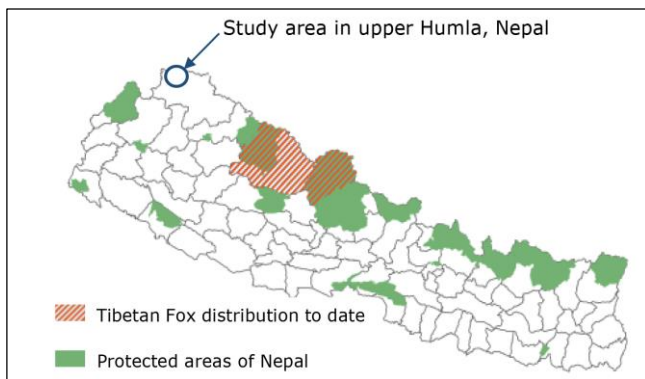 Study area in upper Humla, Nepal
Tibetan Fox distribution to date
Protected areas of Nepal